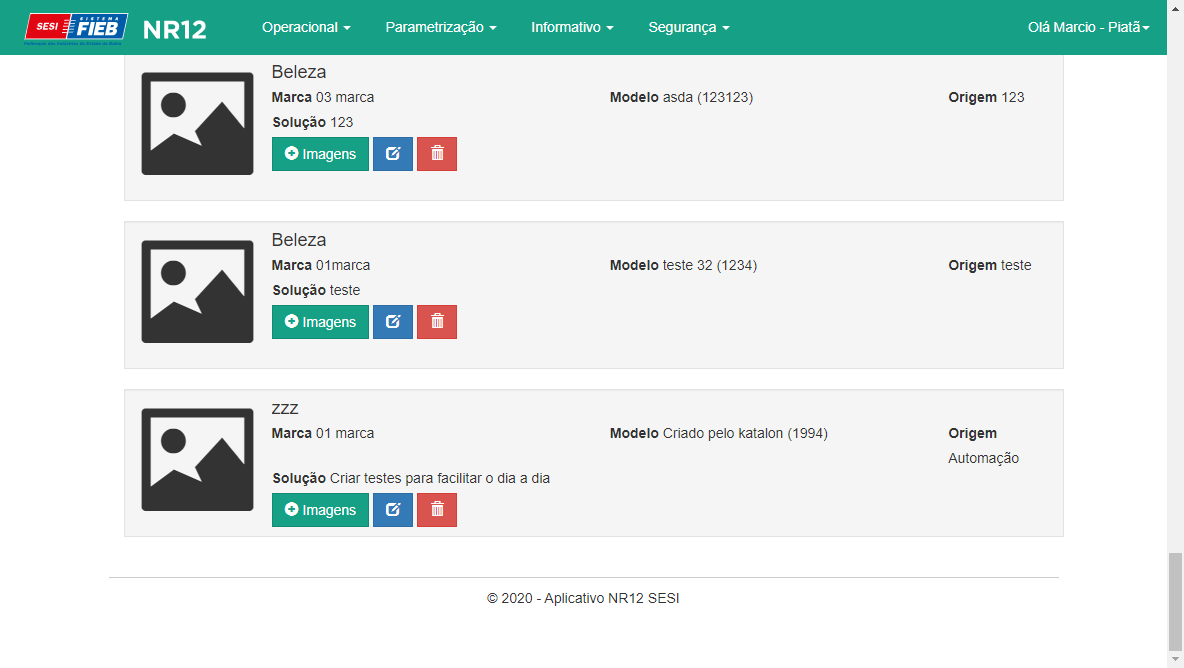 SESI SISTEMA FIEB NR12 Operacional Parametrização Informativo Segurança Olá Marcio - Piatã
Beleza
Marca 03 marca Modelo asda (123123) Origem 123
Solução 123
Imagens
Beleza
Marca 01marca Modelo teste 32 (1234) Origem teste
Solução teste
Imagens
zzz
Marca 01 marca Modelo Criado pelo katalon (1994) Origem
Automação
Solução Criar testes para facilitar o dia a dia
Imagens
© 2020 - Aplicativo NR12 SESI